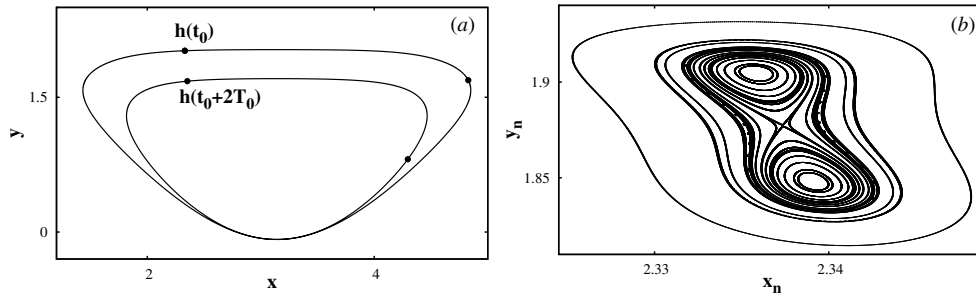 (a)
h(t₀)
h(t₀+2T₀)
y
1.5
0
2
4
x
(b)
yₙ
1.9
1.85
2.33
2.34
xₙ